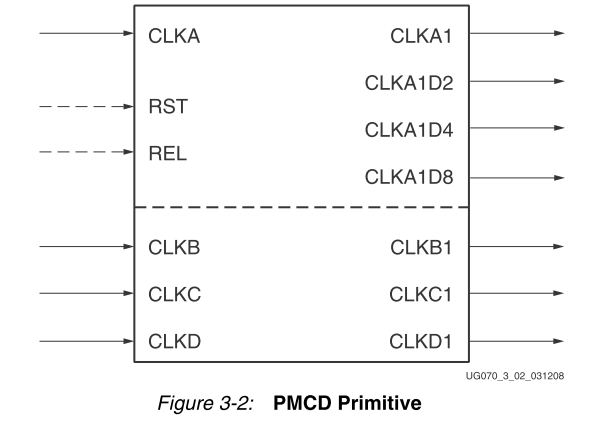 CLKA CLKA1
CLKA1D2
RST
CLKA1D4
REL
CLKA1D8
CLKB CLKB1
CLKC CLKC1
CLKD CLKD1
UG070_3_02_031208
Figure 3-2: PMCD Primitive